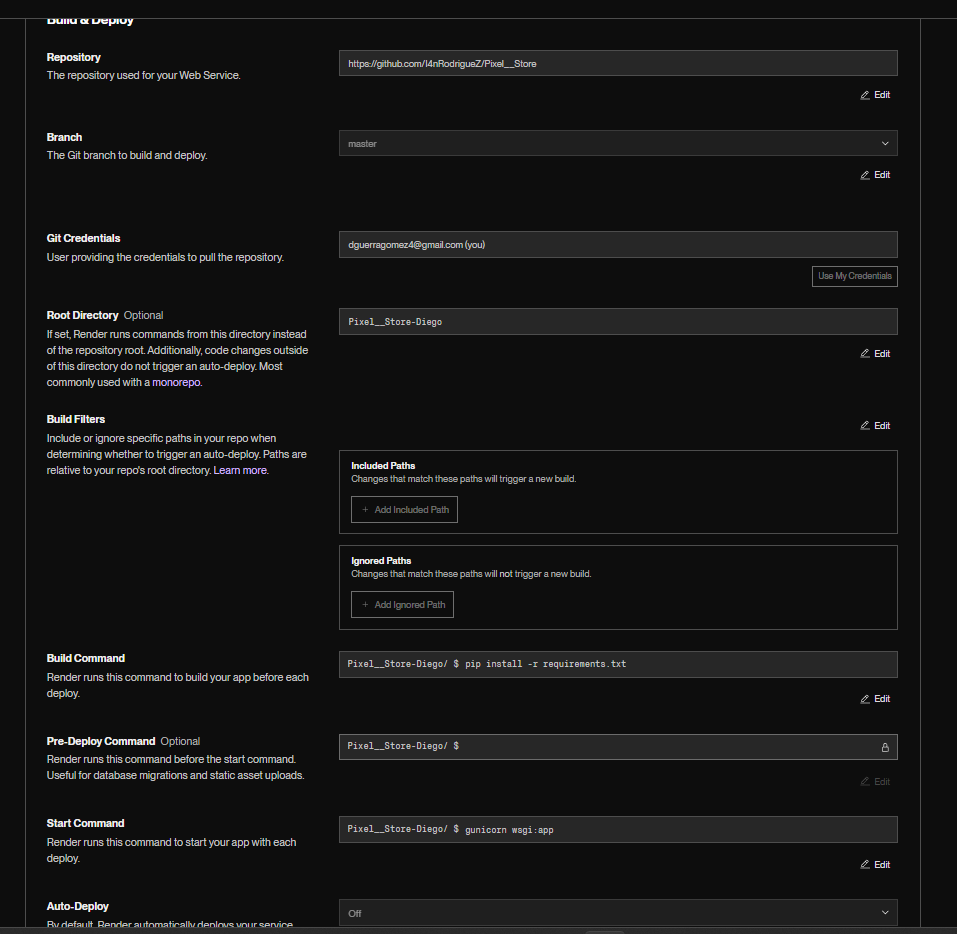 Build & Deploy
Repository
The repository used for your Web Service.
https://github.com/I4nRodrigueZ/Pixel__Store
Edit
Branch
The Git branch to build and deploy.
master
Edit
Git Credentials
User providing the credentials to pull the repository.
dguerragomez4@gmail.com (you)
Use My Credentials
Root Directory Optional
If set, Render runs commands from this directory instead
of the repository root. Additionally, code changes outside
of this directory do not trigger an auto-deploy. Most
commonly used with a monorepo.
Pixel__Store-Diego
Edit
Build Filters
Include or ignore specific paths in your repo when
determining whether to trigger an auto-deploy. Paths are
relative to your repo's root directory. Learn more.
Edit
Included Paths
Changes that match these paths will trigger a new build.
+ Add Included Path
Ignored Paths
Changes that match these paths will not trigger a new build.
+ Add Ignored Path
Build Command
Render runs this command to build your app before each
deploy.
Pixel__Store-Diego/ $ pip install -r requirements.txt
Edit
Pre-Deploy Command Optional
Render runs this command before the start command.
Useful for database migrations and static asset uploads.
Pixel__Store-Diego/ $
Edit
Start Command
Render runs this command to start your app with each
deploy.
Pixel__Store-Diego/ $ gunicorn wsgi:app
Edit
Auto-Deploy
By default, Render automatically deploys your service
Off